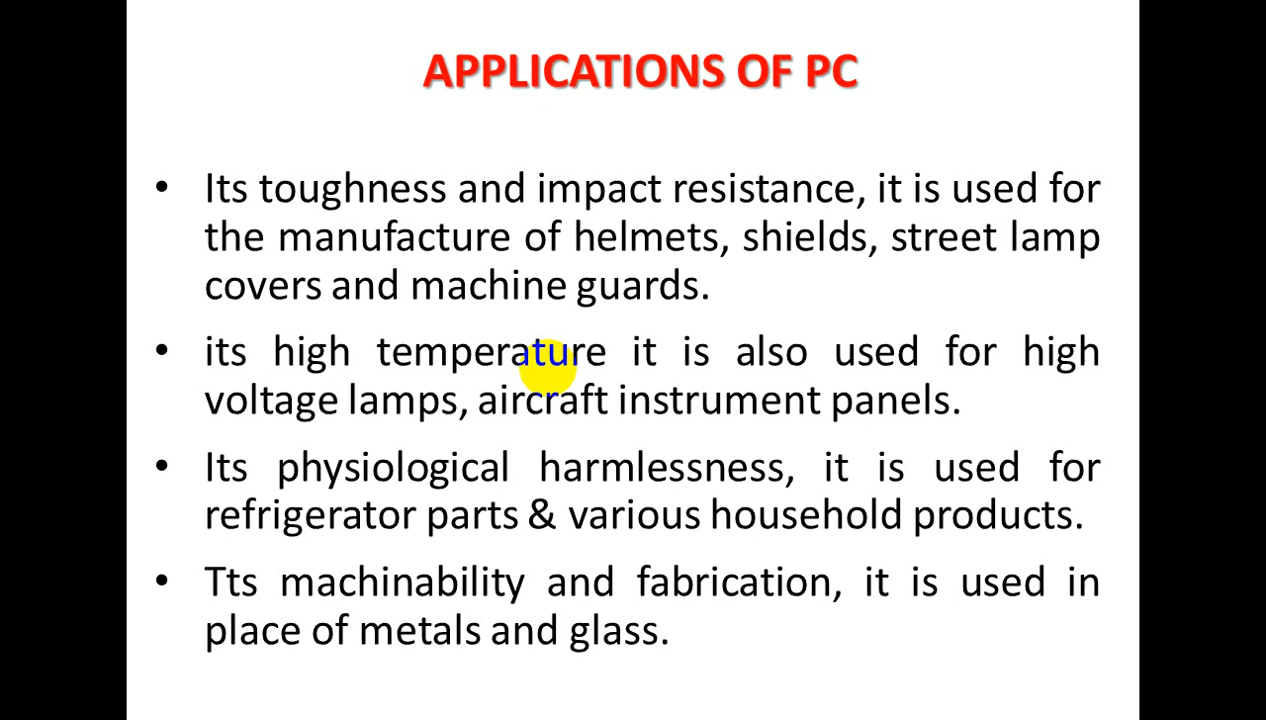 APPLICATIONS OF PC
• Its toughness and impact resistance, it is used for
the manufacture of helmets, shields, street lamp
covers and machine guards.
• its high temperature it is also used for high
voltage lamps, aircraft instrument panels.
• Its physiological harmlessness, it is used for
refrigerator parts & various household products.
• Tts machinability and fabrication, it is used in
place of metals and glass.